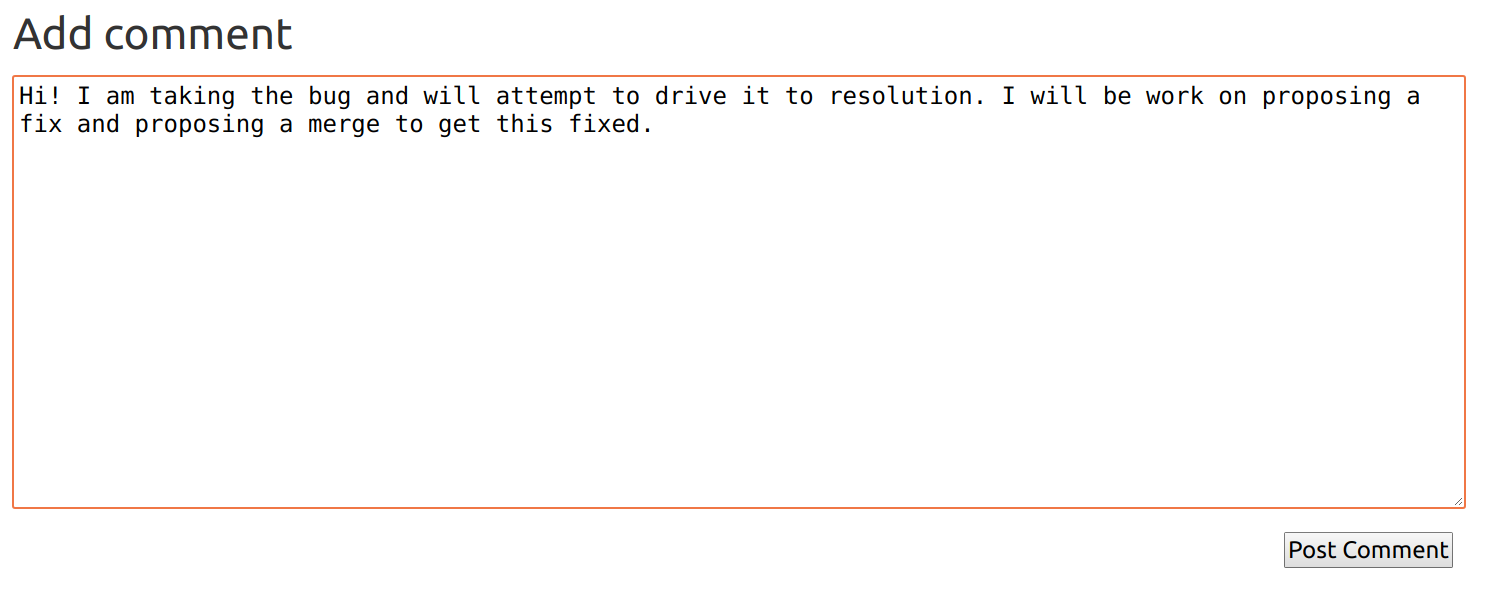 Add comment
Hi! I am taking the bug and will attempt to drive it to resolution. I will be work on proposing a
fix and proposing a merge to get this fixed.
Post Comment